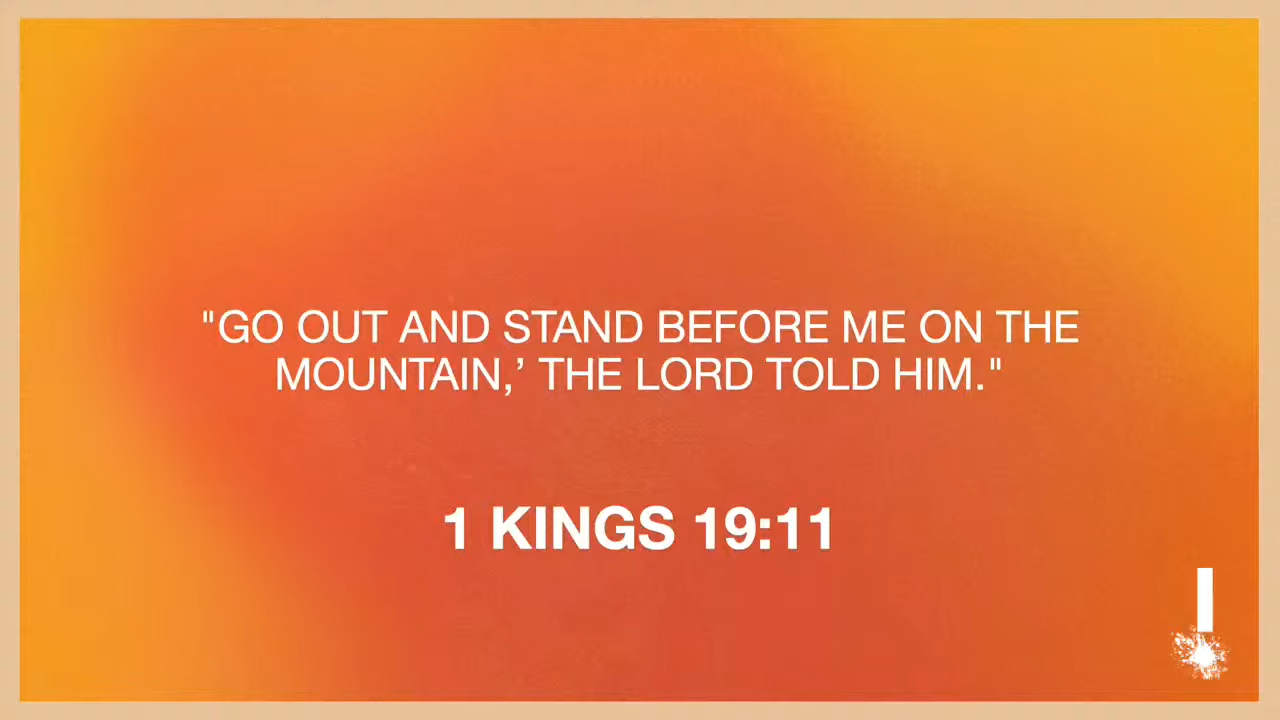 "GO OUT AND STAND BEFORE ME ON THE
MOUNTAIN,’ THE LORD TOLD HIM."
1 KINGS 19:11